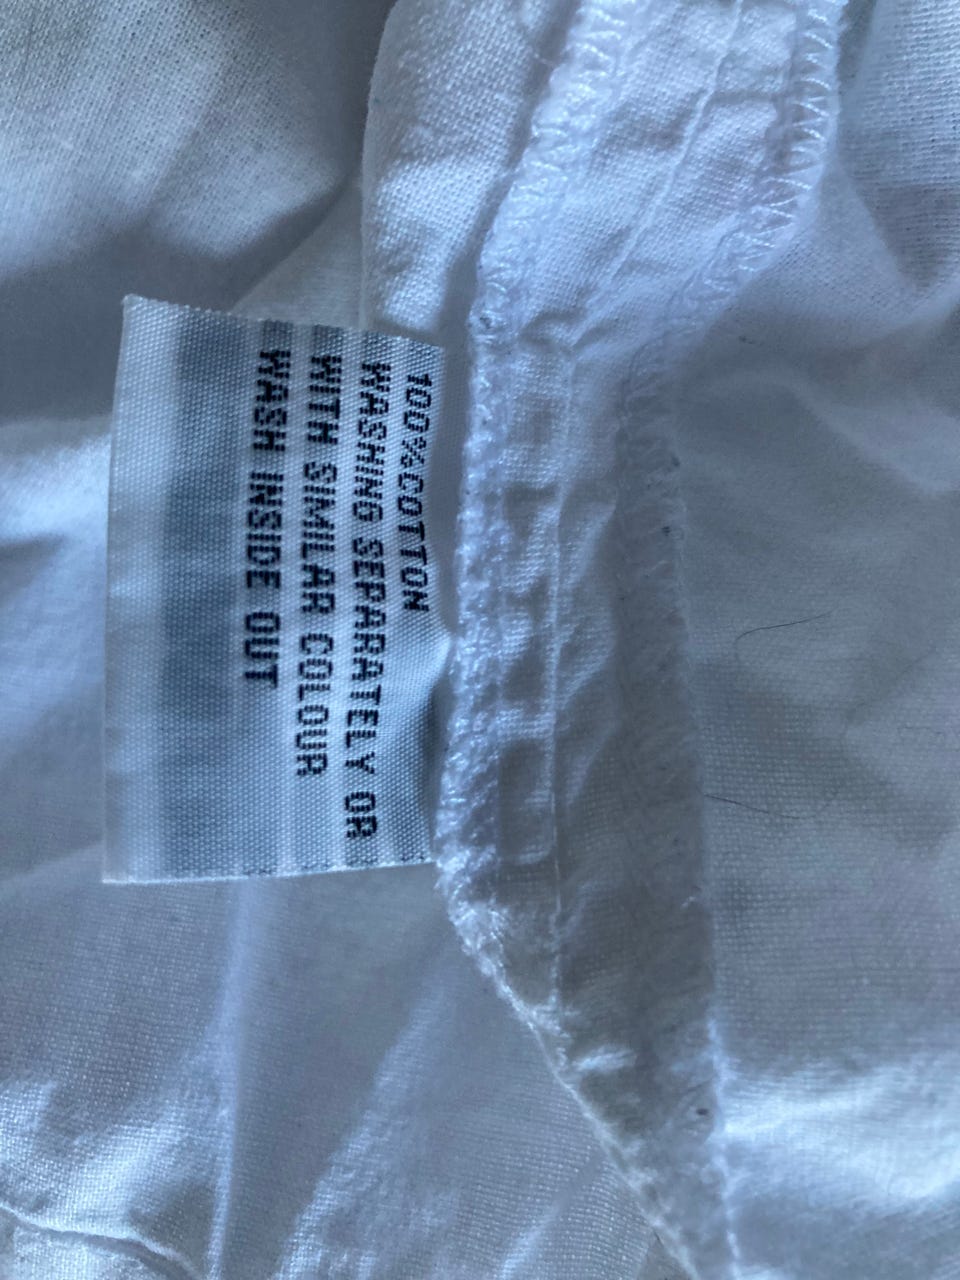 100%COTTON
WASHING SEPARATELY OR
WITH SIMILAR COLOUR
WASH INSIDE OUT